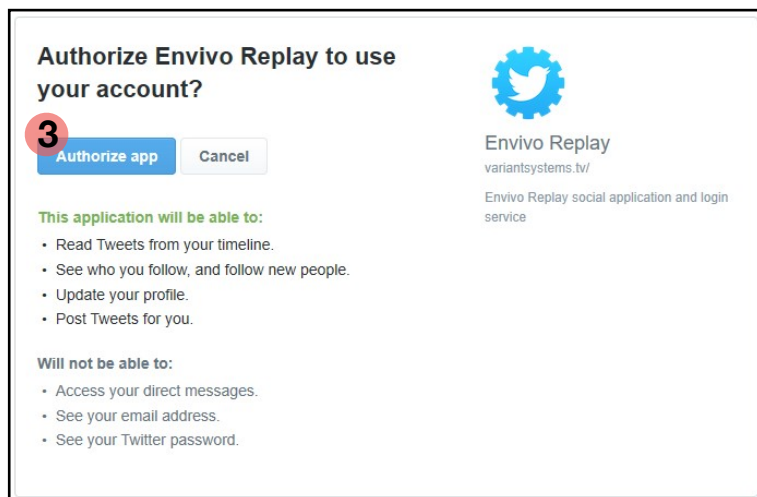 Authorize Envivo Replay to use
your account?
3
Authorize app
Cancel
This application will be able to:
• Read Tweets from your timeline.
• See who you follow, and follow new people.
• Update your profile.
• Post Tweets for you.
Will not be able to:
• Access your direct messages.
• See your email address.
• See your Twitter password.
Envivo Replay
variantsystems.tv/
Envivo Replay social application and login
service